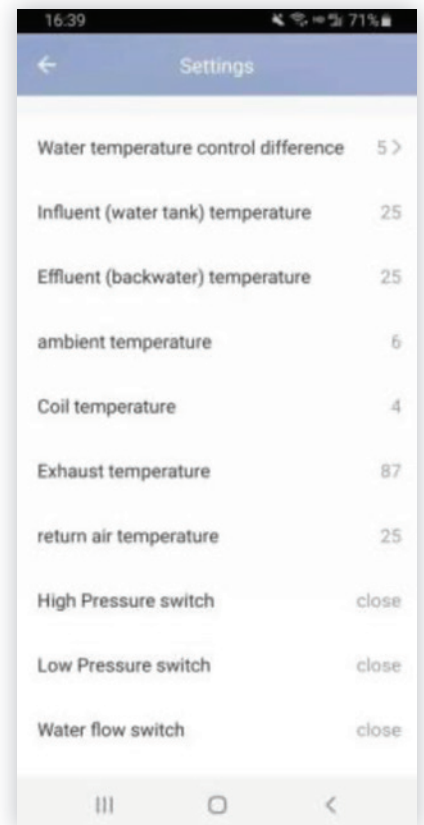 16:39 71%
Settings
Water temperature control difference 5 >
Influent (water tank) temperature 25
Effluent (backwater) temperature 25
ambient temperature 6
Coil temperature 4
Exhaust temperature 87
return air temperature 25
High Pressure switch close
Low Pressure switch close
Water flow switch close